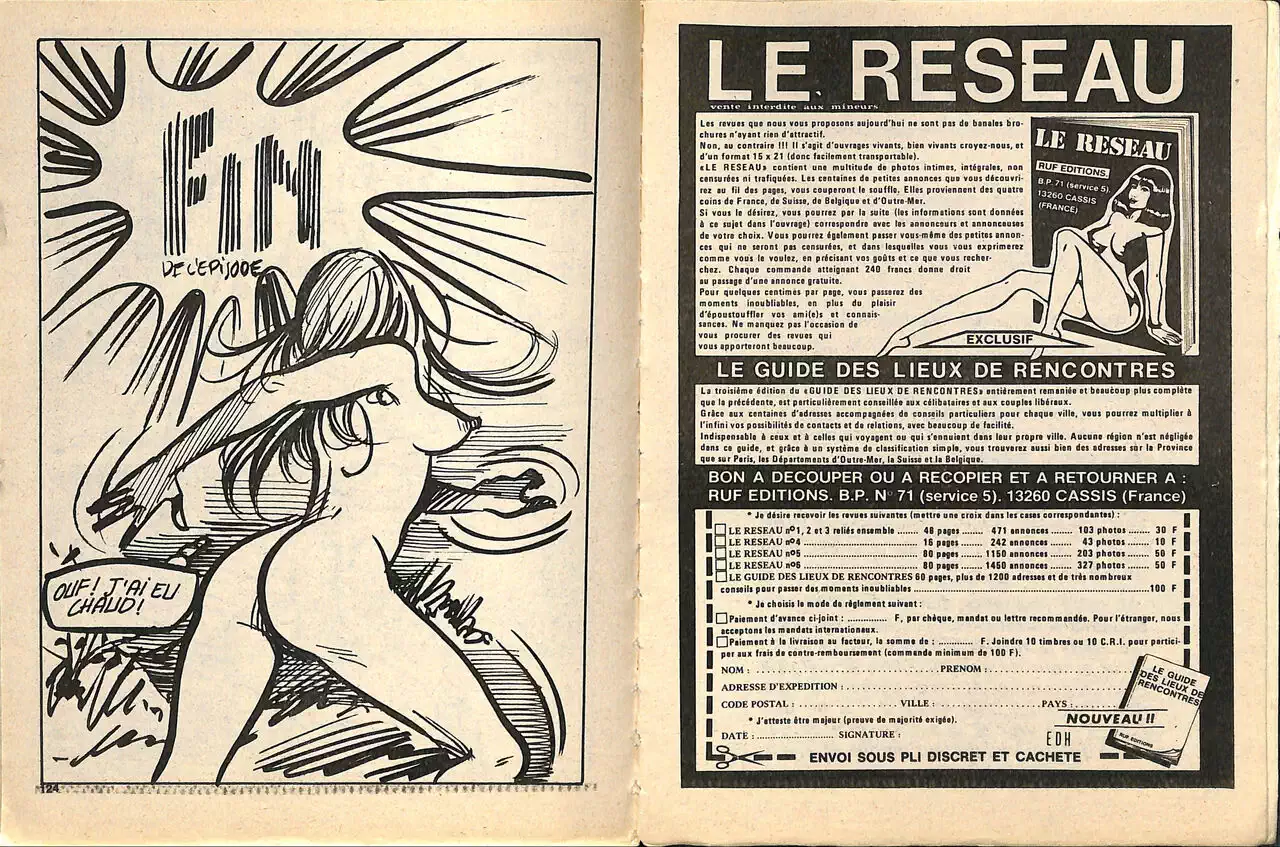 FIN
DE L'EPISODE
OUF! J'AI EU
CHAUD!
124
LE RESEAU
vente interdite aux mineurs
Les revues que nous vous proposons aujourd'hui ne sont pas de banales bro-
chures n'ayant rien d'attractif.
Non, au contraire !!! Il s'agit d'ouvrages vivants, bien vivants croyez-nous, et
d'un format 15 x 21 (donc facilement transportable).
«LE RESEAU» contient une multitude de photos intimes, intégrales, non
censurées ni trafiquées. Les centaines de petites annonces que vous découvri-
rez au fil des pages, vous couperont le souffle. Elles proviennent des quatre
coins de France, de Suisse, de Belgique et d'Outre-Mer.
Si vous le désirez, vous pourrez par la suite (les informations sont données
à ce sujet dans l'ouvrage) correspondre avec les annonceurs et annonceuses
de votre choix. Vous pourrez également passer vous-même des petites annon-
ces qui ne seront pas censurées, et dans lesquelles vous vous exprimerez
comme vous le voulez, en précisant vos goûts et ce que vous recher-
chez. Chaque commande atteignant 240 francs donne droit
au passage d'une annonce gratuite.
Pour quelques centimes par page, vous passerez des
moments inoubliables, en plus du plaisir
d'époustouffler vos ami(e)s et connais-
sances. Ne manquez pas l'occasion de
vous procurer des revues qui
vous apporteront beaucoup.
LE RESEAU
RUF EDITIONS.
B.P. 71 (service 5).
13260 CASSIS
(FRANCE)
EXCLUSIF
LE GUIDE DES LIEUX DE RENCONTRES
La troisième édition du «GUIDE DES LIEUX DE RENCONTRES» entièrement remaniée et beaucoup plus complète
que la précédente, est particulièrement conseillée aux célibataires et aux couples libéraux.
Grâce aux centaines d'adresses accompagnées de conseils particuliers pour chaque ville, vous pourrez multiplier à
l'infini vos possibilités de contacts et de relations, avec beaucoup de facilité.
Indispensable à ceux et à celles qui voyagent ou qui s'ennuient dans leur propre ville. Aucune région n'est négligée
dans ce guide, et grâce à un système de classification simple, vous trouverez aussi bien des adresses sur la Province
que sur Paris, les Départements d'Outre-Mer, la Suisse et la Belgique.
BON A DECOUPER OU A RECOPIER ET A RETOURNER A :
RUF EDITIONS. B.P. N° 71 (service 5). 13260 CASSIS (France)
* Je désire recevoir les revues suivantes (mettre une croix dans les cases correspondantes) :
LE RESEAU nº1, 2 et 3 reliés ensemble ....... 48 pages ....... 471 annonces ....... 103 photos ....... 30 F
LE RESEAU nº4 ....... 16 pages ....... 242 annonces ....... 43 photos ....... 10 F
LE RESEAU nº5 ....... 80 pages ....... 1150 annonces ....... 203 photos ....... 50 F
LE RESEAU nº6 ....... 80 pages ....... 1450 annonces ....... 327 photos ....... 50 F
LE GUIDE DES LIEUX DE RENCONTRES 60 pages, plus de 1200 adresses et de très nombreux
conseils pour passer des moments inoubliables ....... 100 F
* Je choisis le mode de règlement suivant :
Paiement d'avance ci-joint : .............. F, par chèque, mandat ou lettre recommandée. Pour l'étranger, nous
acceptons les mandats internationaux.
Paiement à la livraison au facteur, la somme de : ............ F. Joindre 10 timbres ou 10 C.R.I. pour partici-
per aux frais de contre-remboursement (commande minimum de 100 F).
NOM : ....... PRENOM : .......
ADRESSE D'EXPEDITION : .......
CODE POSTAL : ....... VILLE : ....... PAYS : .......
* J'atteste être majeur (preuve de majorité exigée).
DATE : ....... SIGNATURE :
EDH
LE GUIDE
DES LIEUX DE
RENCONTRES
NOUVEAU !!
RUF EDITIONS
ENVOI SOUS PLI DISCRET ET CACHETE